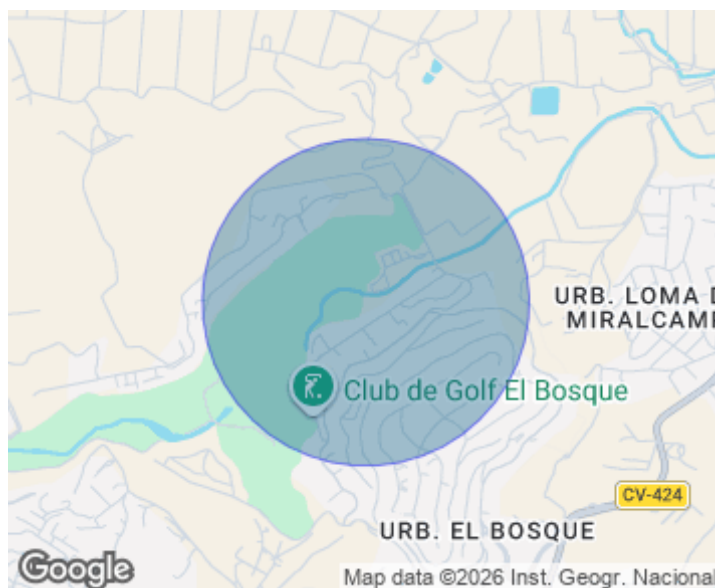 URB. LOMA D
MIRALCAMP
Club de Golf El Bosque
CV-424
URB. EL BOSQUE
Google
Map data ©2026 Inst. Geogr. Nacional